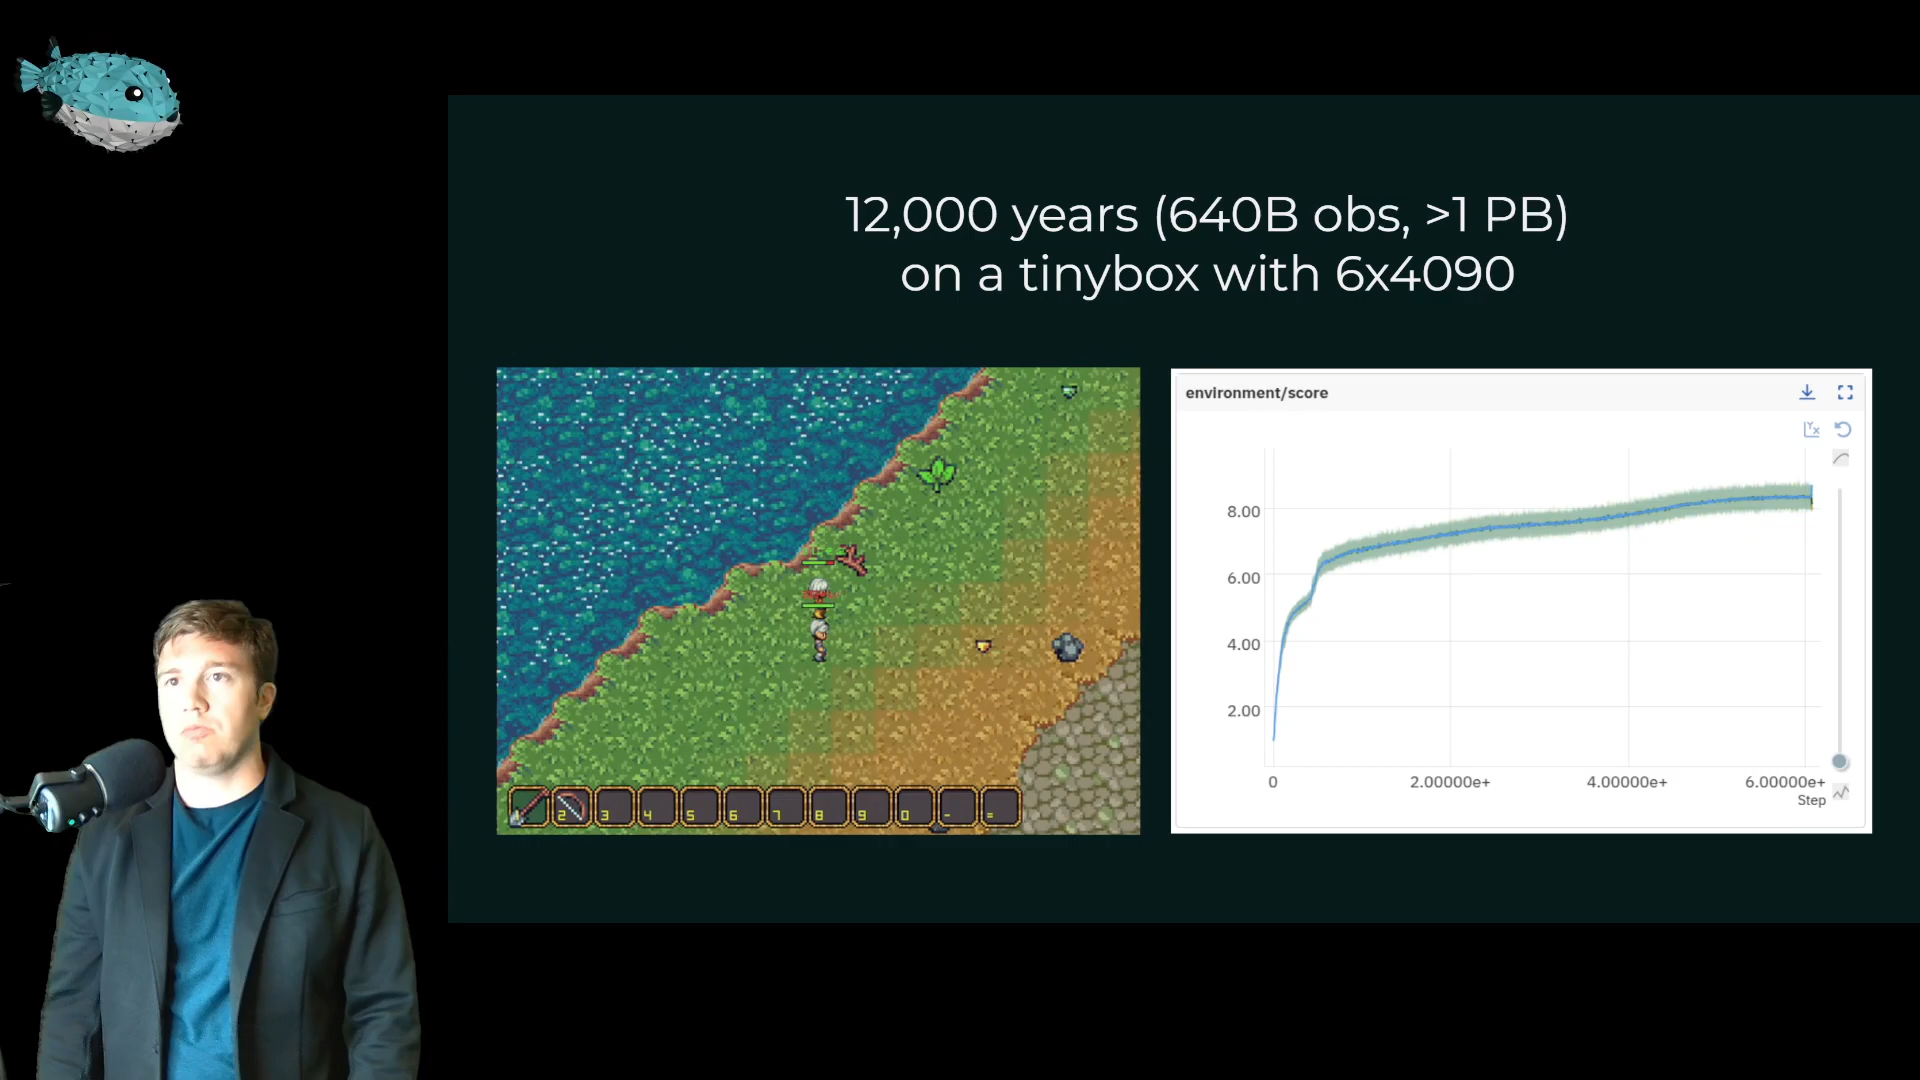 12,000 years (640B obs, >1 PB)
on a tinybox with 6x4090
environment/score
8.00
6.00
4.00
2.00
0
2.00000e+
4.00000e+
6.00000e+
Step
2
3
4
5
6
7
8
9
0
-
=